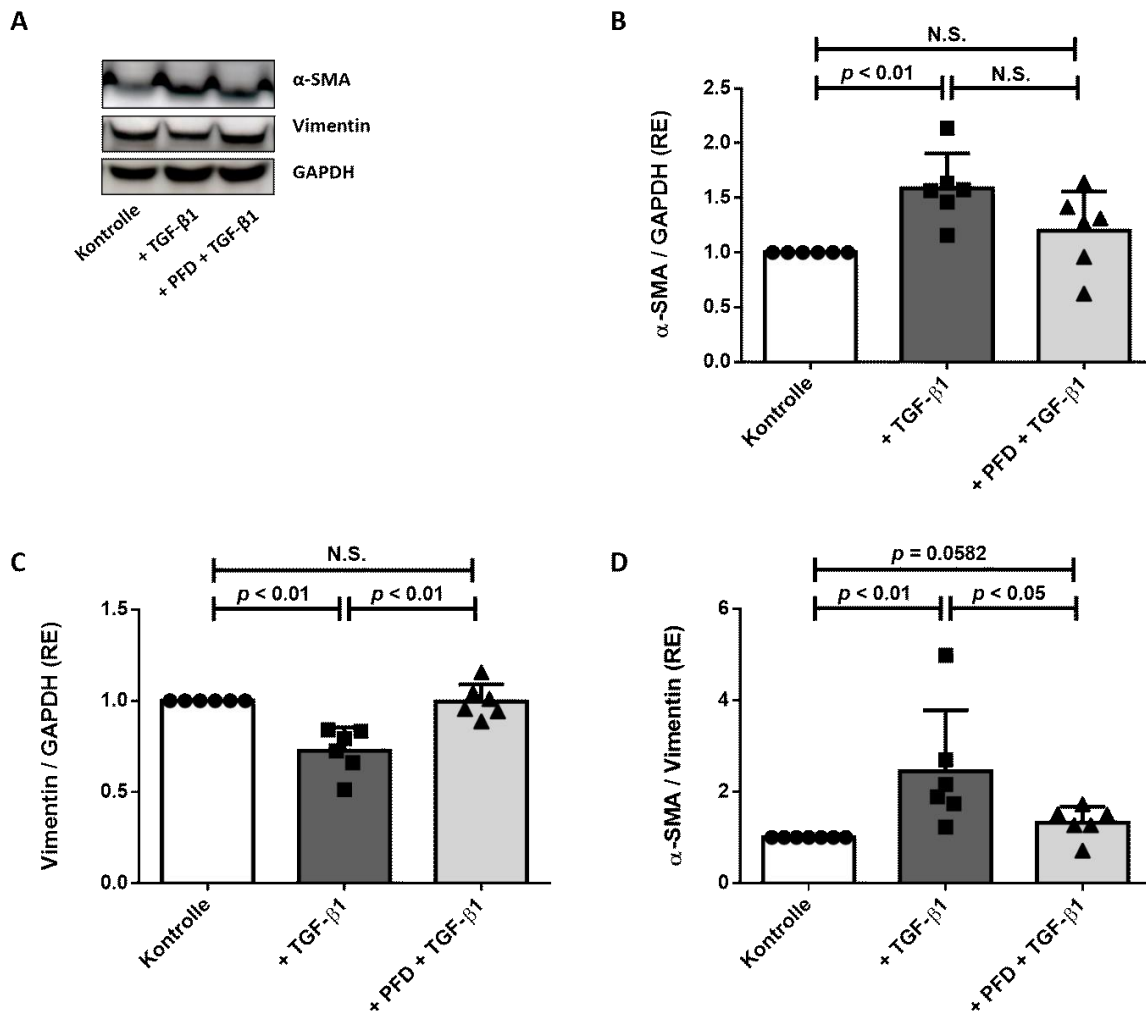 A
α-SMA
Vimentin
GAPDH
Kontrolle
+ TGF-β1
+ PFD + TGF-β1
B
N.S.
p < 0.01
N.S.
α-SMA / GAPDH (RE)
2.5
2.0
1.5
1.0
0.5
0.0
Kontrolle
+ TGF-β1
+ PFD + TGF-β1
C
N.S.
p < 0.01
p < 0.01
Vimentin / GAPDH (RE)
1.5
1.0
0.5
0.0
Kontrolle
+ TGF-β1
+ PFD + TGF-β1
D
p = 0.0582
p < 0.01
p < 0.05
α-SMA / Vimentin (RE)
6
4
2
0
Kontrolle
+ TGF-β1
+ PFD + TGF-β1